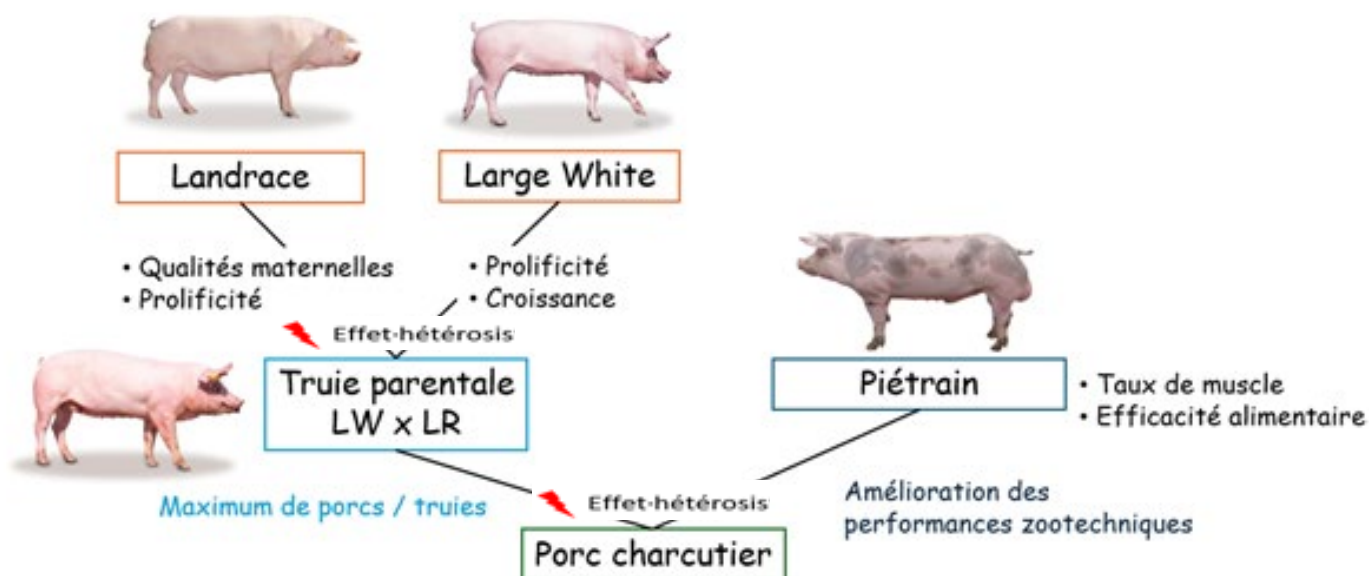 Landrace
Large White
• Qualités maternelles
• Prolificité
• Prolificité
• Croissance
Effet-hétérosis
Truie parentale
LW x LR
Piétrain
• Taux de muscle
• Efficacité alimentaire
Maximum de porcs / truies
Effet-hétérosis
Amélioration des
performances zootechniques
Porc charcutier